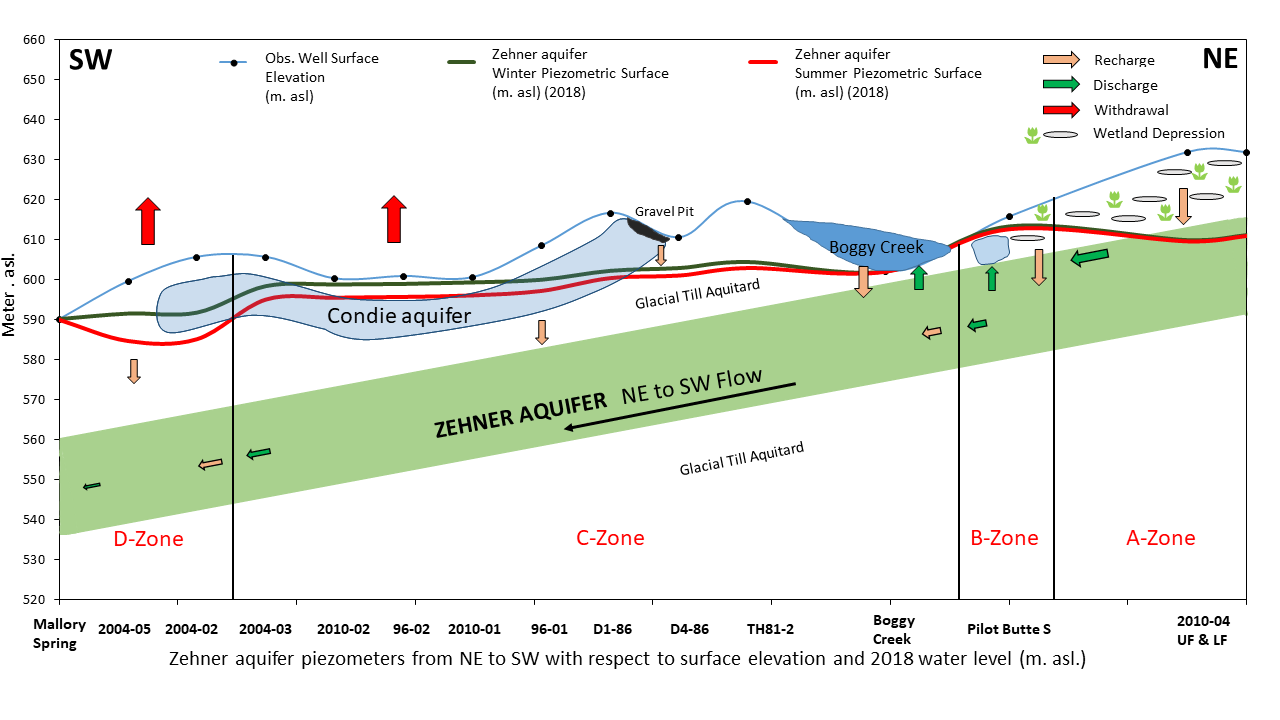 660
650
640
630
620
610
600
590
580
570
560
550
540
530
520
Meter . asl.
SW
NE
Obs. Well Surface
Elevation
(m. asl)
Zehner aquifer
Winter Piezometric Surface
(m. asl) (2018)
Zehner aquifer
Summer Piezometric Surface
(m. asl) (2018)
Recharge
Discharge
Withdrawal
Wetland Depression
Gravel Pit
Boggy Creek
Glacial Till Aquitard
Condie aquifer
ZEHNER AQUIFER NE to SW Flow
Glacial Till Aquitard
D-Zone
C-Zone
B-Zone
A-Zone
Mallory
Spring
2004-05
2004-02
2004-03
2010-02
96-02
2010-01
96-01
D1-86
D4-86
TH81-2
Boggy
Creek
Pilot Butte S
2010-04
UF & LF
Zehner aquifer piezometers from NE to SW with respect to surface elevation and 2018 water level (m. asl.)